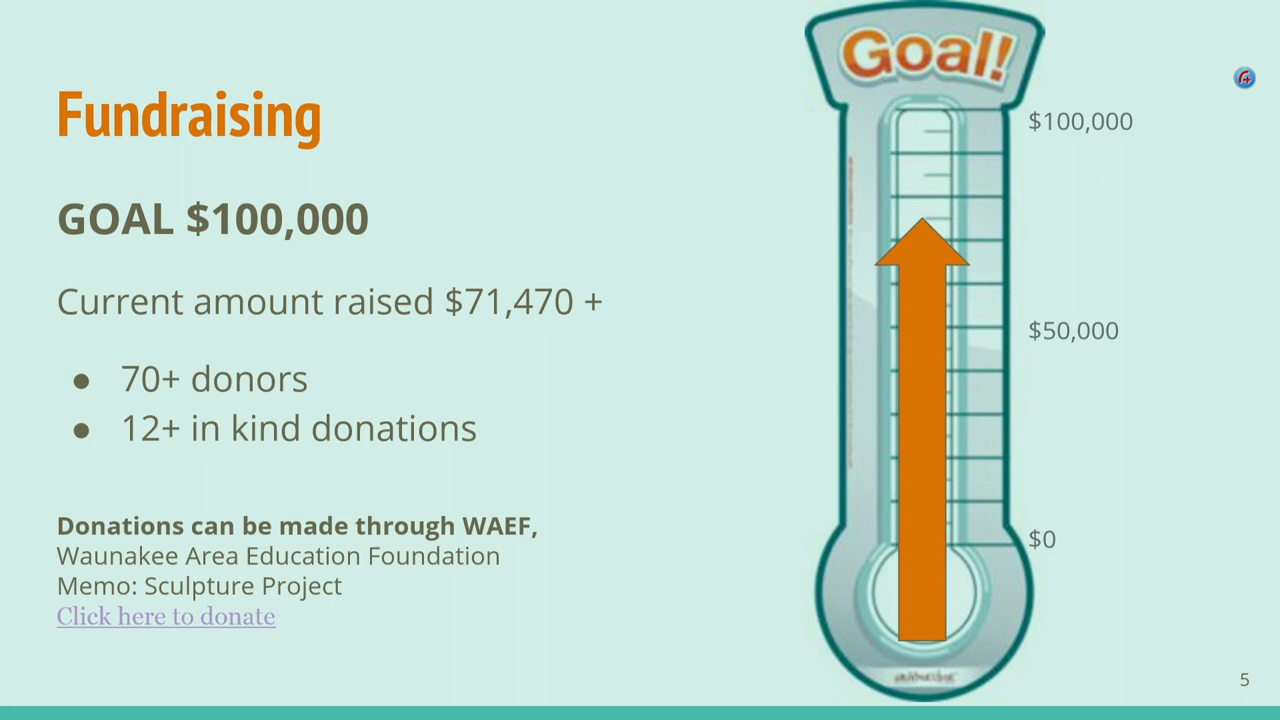 Goal!
Fundraising
$100,000
GOAL $100,000
Current amount raised $71,470 +
$50,000
● 70+ donors
● 12+ in kind donations
Donations can be made through WAEF,
$0
Waunakee Area Education Foundation
Memo: Sculpture Project
Click here to donate
5